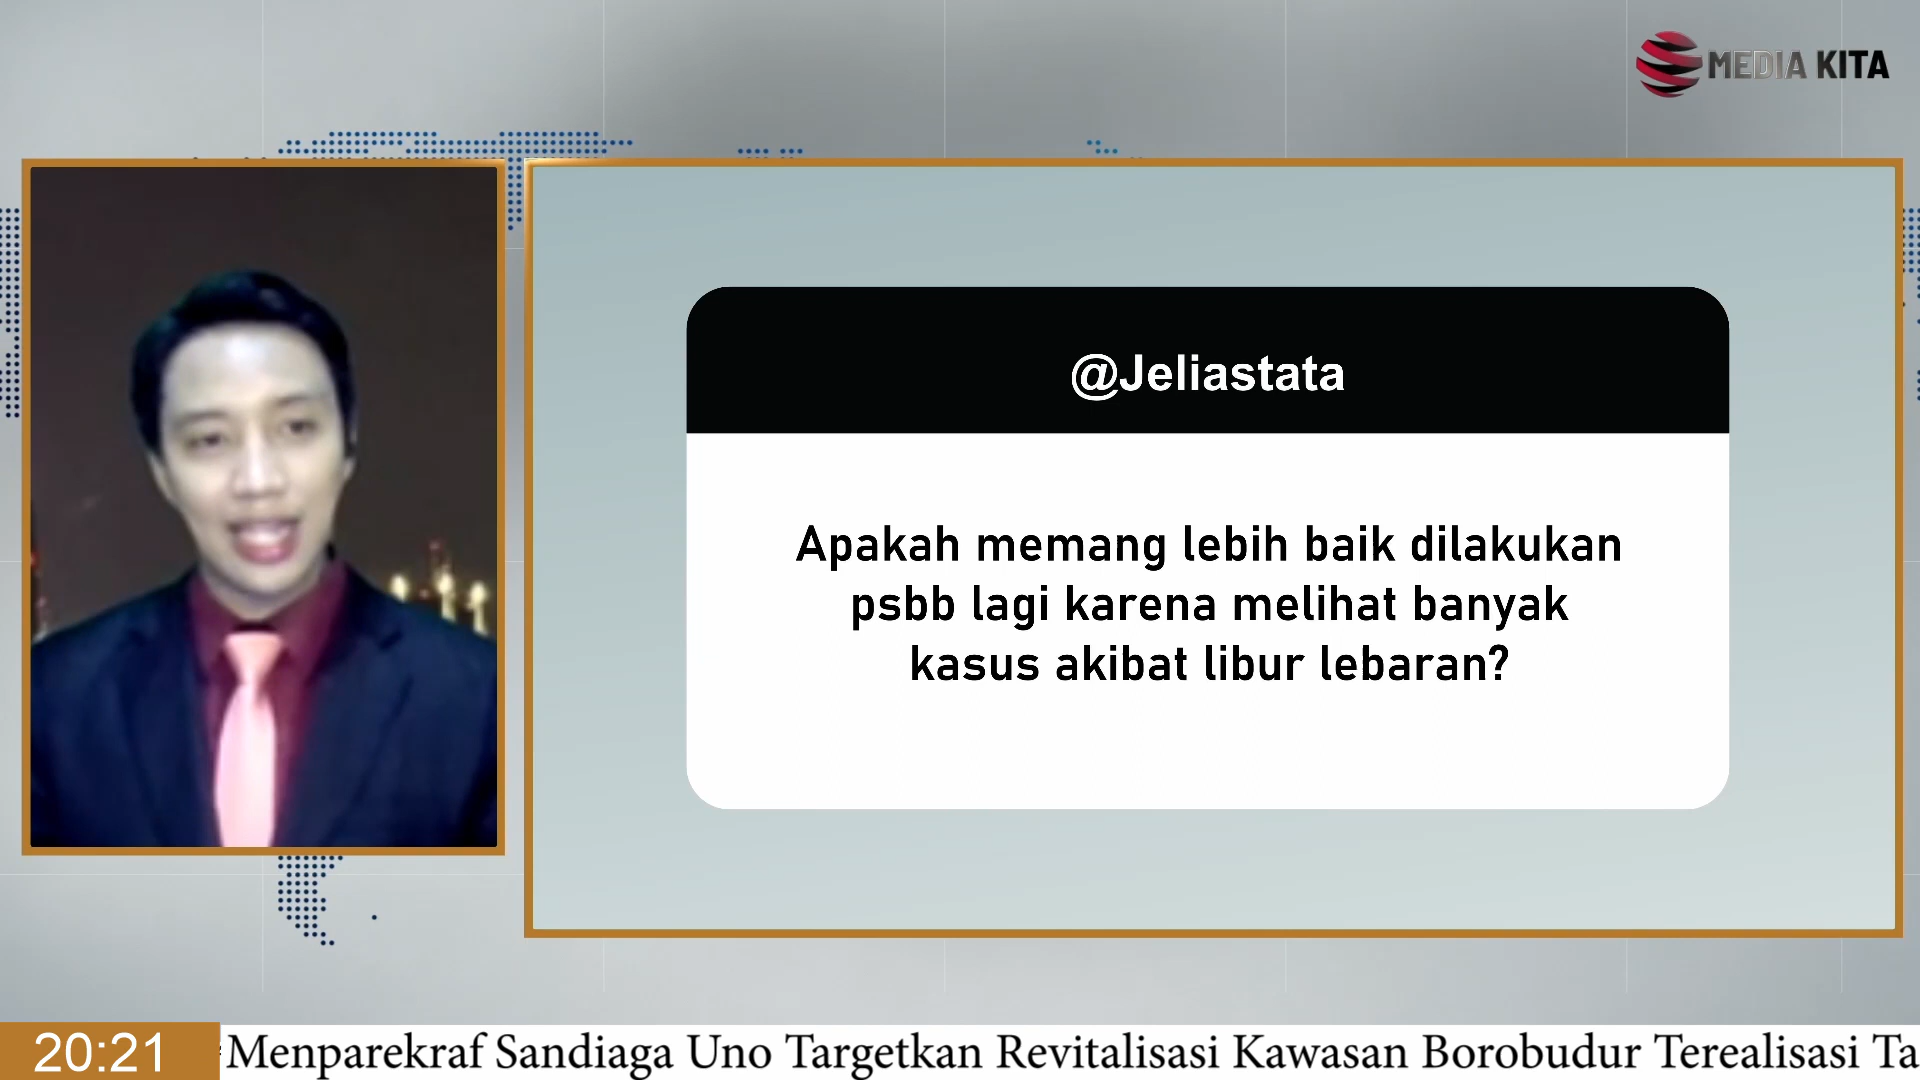 MEDIA KITA
@Jeliastata
Apakah memang lebih baik dilakukan
psbb lagi karena melihat banyak
kasus akibat libur lebaran?
20:21
Menparekraf Sandiaga Uno Targetkan Revitalisasi Kawasan Borobudur Terealisasi Ta